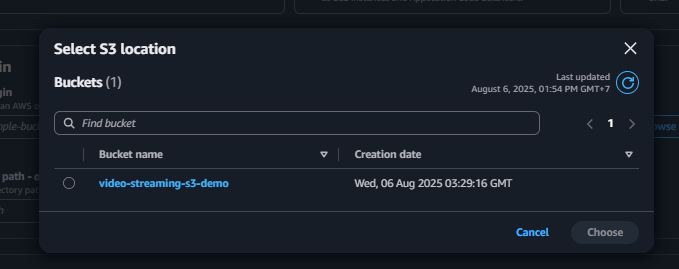 Select S3 location
Buckets (1)
Last updated
August 6, 2025, 01:54 PM GMT+7
Find bucket
1
Bucket name
Creation date
video-streaming-s3-demo
Wed, 06 Aug 2025 03:29:16 GMT
Cancel
Choose